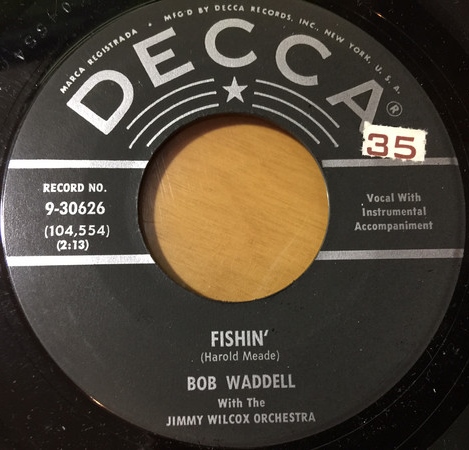 MARCA REGISTRADA • MFG'D BY DECCA RECORDS, INC., NEW YORK, U.S.A.
DECCA®
35
RECORD NO.
9-30626
(104,554)
(2:13)
Vocal With
Instrumental
Accompaniment
FISHIN'
(Harold Meade)
BOB WADDELL
With The
JIMMY WILCOX ORCHESTRA